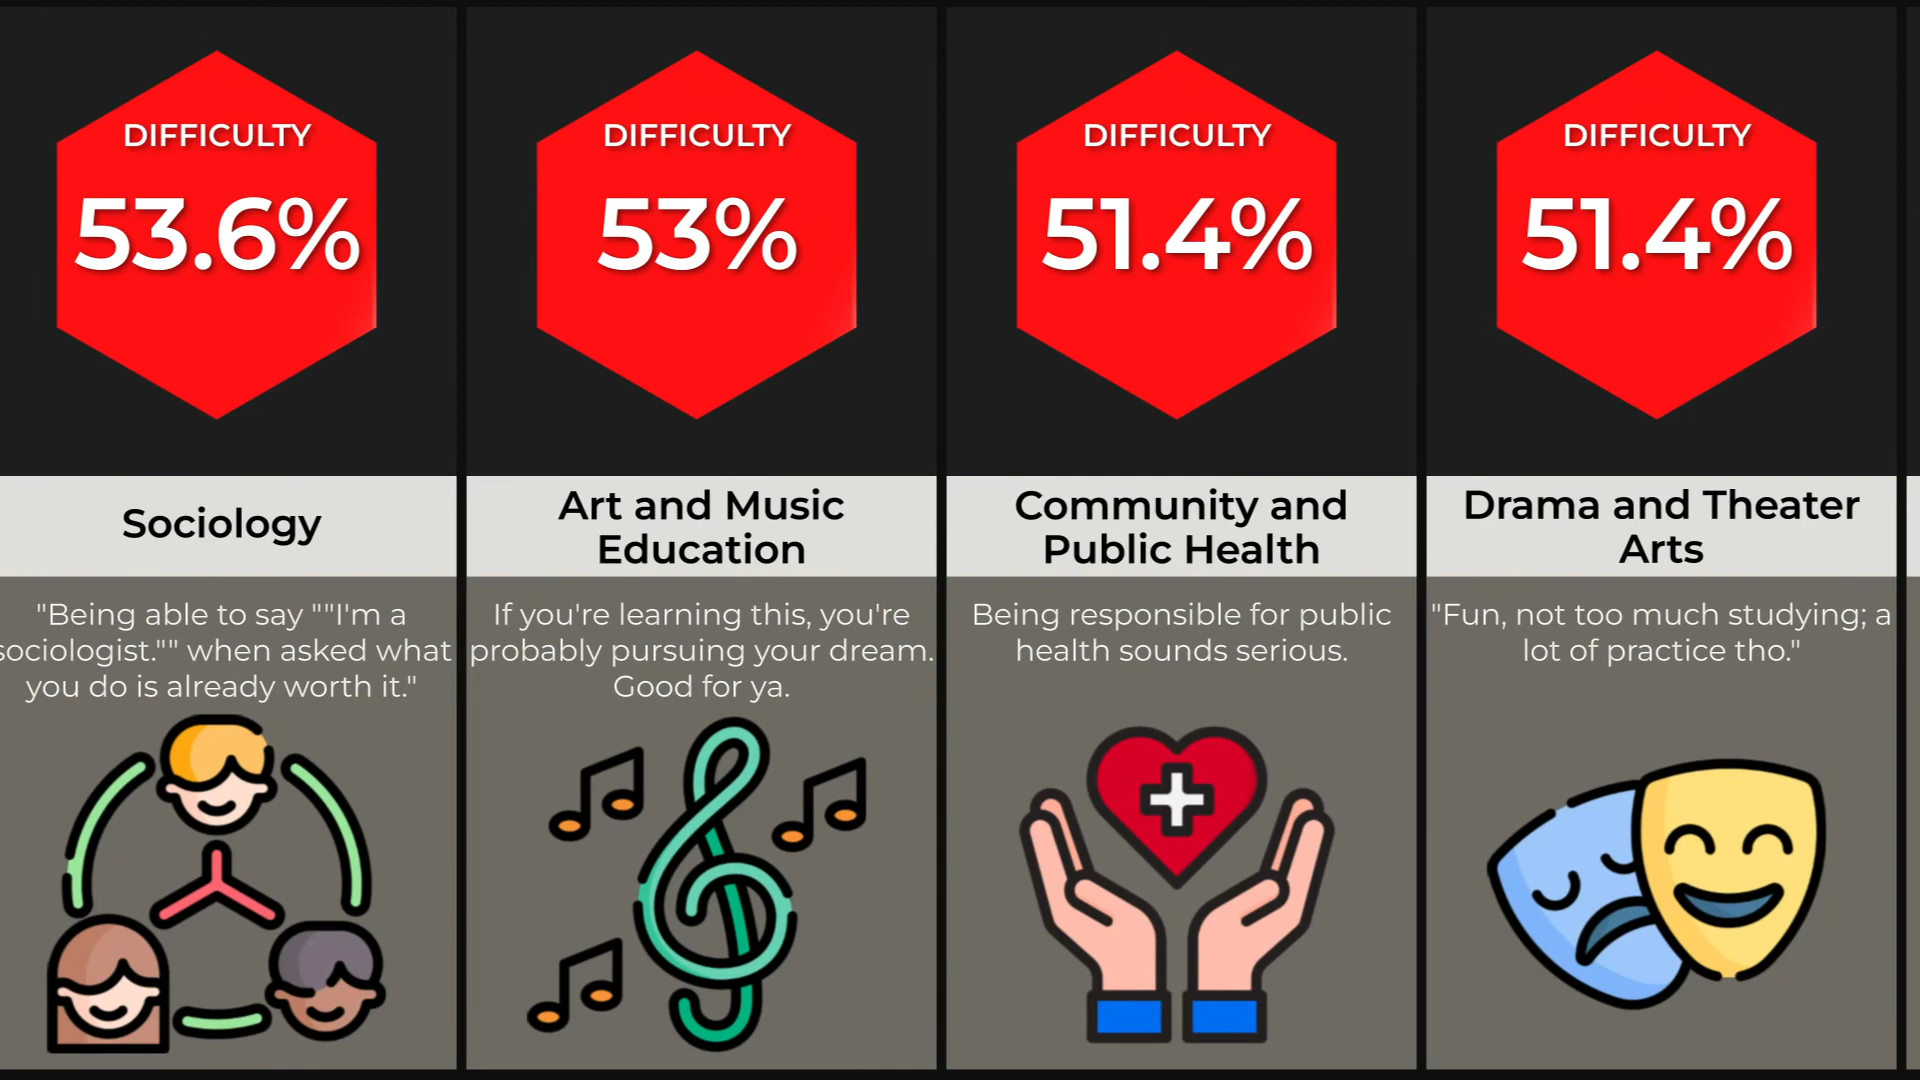 DIFFICULTY
53.6%
Sociology
"Being able to say ""I'm a
sociologist."" when asked what
you do is already worth it."
DIFFICULTY
53%
Art and Music
Education
If you're learning this, you're
probably pursuing your dream.
Good for ya.
DIFFICULTY
51.4%
Community and
Public Health
Being responsible for public
health sounds serious.
DIFFICULTY
51.4%
Drama and Theater
Arts
"Fun, not too much studying; a
lot of practice tho."